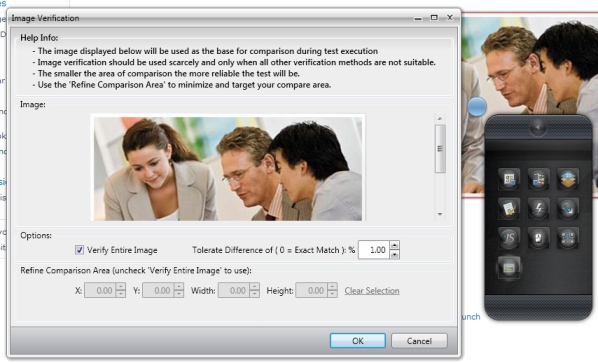 Image Verification
Help Info:
- The image displayed below will be used as the base for comparison during test execution
- Image verification should be used scarcely and only when all other verification methods are not suitable.
- The smaller the area of comparison the more reliable the test will be.
- Use the 'Refine Comparison Area' to minimize and target your compare area.
Image:
Options:
Verify Entire Image Tolerate Difference of ( 0 = Exact Match ): % 1.00
Refine Comparison Area (uncheck 'Verify Entire Image' to use):
X: 0.00 Y: 0.00 Width: 0.00 Height: 0.00 Clear Selection
unch
OK Cancel